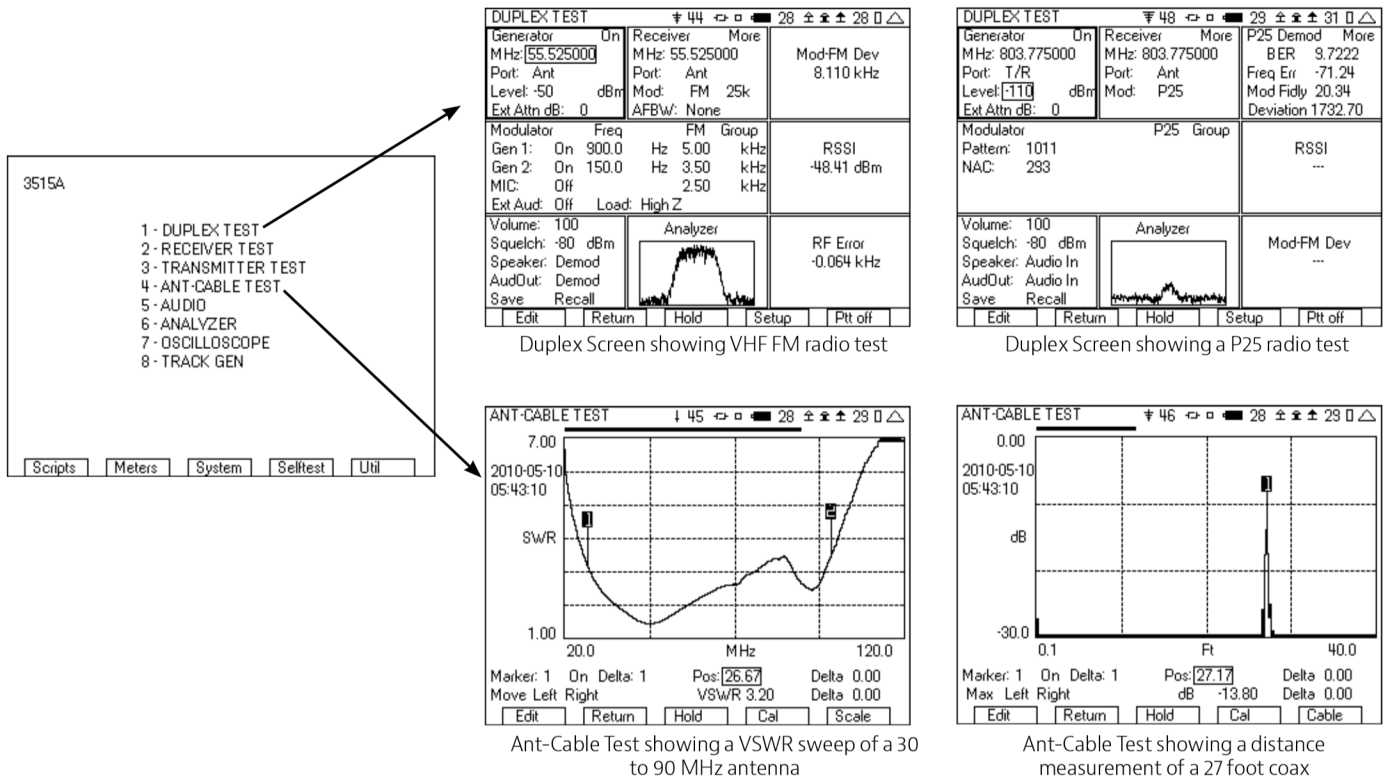 3515A
1 - DUPLEX TEST
2 - RECEIVER TEST
3 - TRANSMITTER TEST
4 - ANT-CABLE TEST
5 - AUDIO
6 - ANALYZER
7 - OSCILLOSCOPE
8 - TRACK GEN
Scripts Meters System Selftest Util
DUPLEX TEST 44 28 28
Generator On
MHz: 55.525000
Port: Ant
Level: -50 dBm
Ext Attn dB: 0
Receiver More
MHz: 55.525000
Port: Ant
Mod: FM 25k
AFBW: None
Mod-FM Dev
8.110 kHz
Modulator Freq FM Group
Gen 1: On 900.0 Hz 5.00 kHz
Gen 2: On 150.0 Hz 3.50 kHz
MIC: Off 2.50 kHz
Ext Aud: Off Load: High Z
RSSI
-48.41 dBm
Volume: 100
Squelch: -80 dBm
Speaker: Demod
AudOut: Demod
Save Recall
Analyzer
RF Error
-0.064 kHz
Edit Return Hold Setup Ptt off
Duplex Screen showing VHF FM radio test
DUPLEX TEST 48 29 31
Generator On
MHz: 803.775000
Port: T/R
Level: -110 dBm
Ext Attn dB: 0
Receiver More
MHz: 803.775000
Port: Ant
Mod: P25
P25 Demod More
BER 9.7222
Freq Err -71.24
Mod Fidly 20.34
Deviation 1732.70
Modulator P25 Group
Pattern: 1011
NAC: 293
RSSI
---
Volume: 100
Squelch: -80 dBm
Speaker: Audio In
AudOut: Audio In
Save Recall
Analyzer
Mod-FM Dev
---
Edit Return Hold Setup Ptt off
Duplex Screen showing a P25 radio test
ANT-CABLE TEST 45 28 29
7.00
2010-05-10
05:43:10
SWR
1.00
1
2
20.0 MHz 120.0
Marker: 1 On Delta: 1 Pos: 26.67 Delta 0.00
Move Left Right VSWR 3.20 Delta 0.00
Edit Return Hold Cal Scale
Ant-Cable Test showing a VSWR sweep of a 30
to 90 MHz antenna
ANT-CABLE TEST 46 28 29
0.00
2010-05-10
05:43:10
dB
-30.0
1
0.1 Ft 40.0
Marker: 1 On Delta: 1 Pos: 27.17 Delta 0.00
Max Left Right dB -13.80 Delta 0.00
Edit Return Hold Cal Cable
Ant-Cable Test showing a distance
measurement of a 27 foot coax